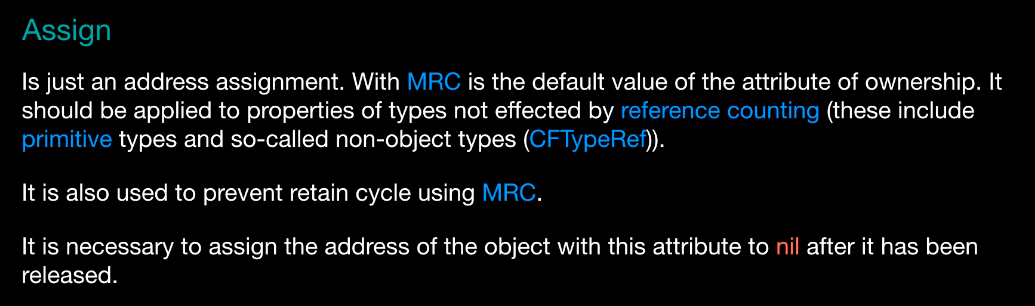 Assign
Is just an address assignment. With MRC is the default value of the attribute of ownership. It
should be applied to properties of types not effected by reference counting (these include
primitive types and so-called non-object types (CFTypeRef)).
It is also used to prevent retain cycle using MRC.
It is necessary to assign the address of the object with this attribute to nil after it has been
released.